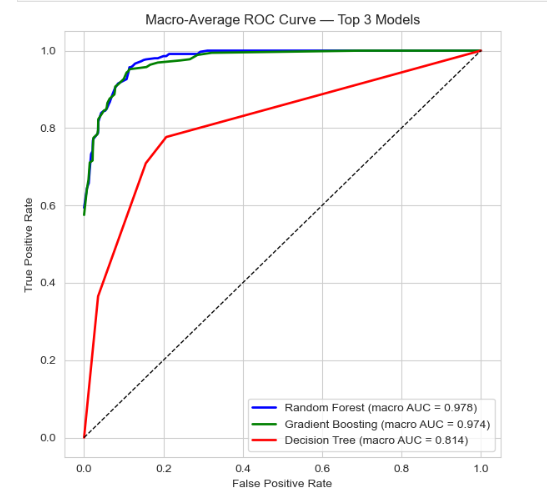 Macro-Average ROC Curve — Top 3 Models
1.0
0.8
0.6
0.4
0.2
0.0
True Positive Rate
Random Forest (macro AUC = 0.978)
Gradient Boosting (macro AUC = 0.974)
Decision Tree (macro AUC = 0.814)
0.0 0.2 0.4 0.6 0.8 1.0
False Positive Rate